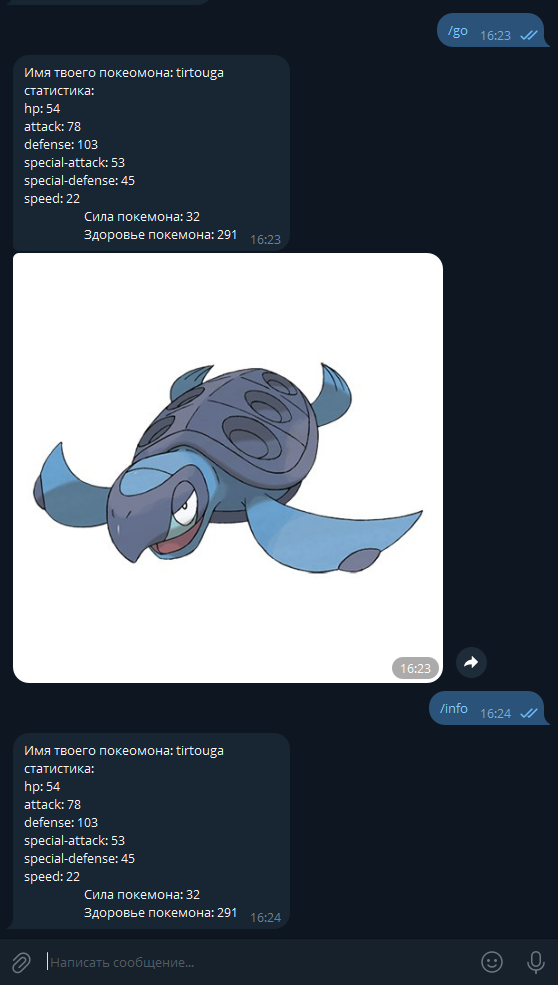 /go 16:23
Имя твоего покеомона: tirtouga
статистика:
hp: 54
attack: 78
defense: 103
special-attack: 53
special-defense: 45
speed: 22
Сила покемона: 32
Здоровье покемона: 291 16:23
16:23
/info 16:24
Имя твоего покеомона: tirtouga
статистика:
hp: 54
attack: 78
defense: 103
special-attack: 53
special-defense: 45
speed: 22
Сила покемона: 32
Здоровье покемона: 291 16:24
Написать сообщение...